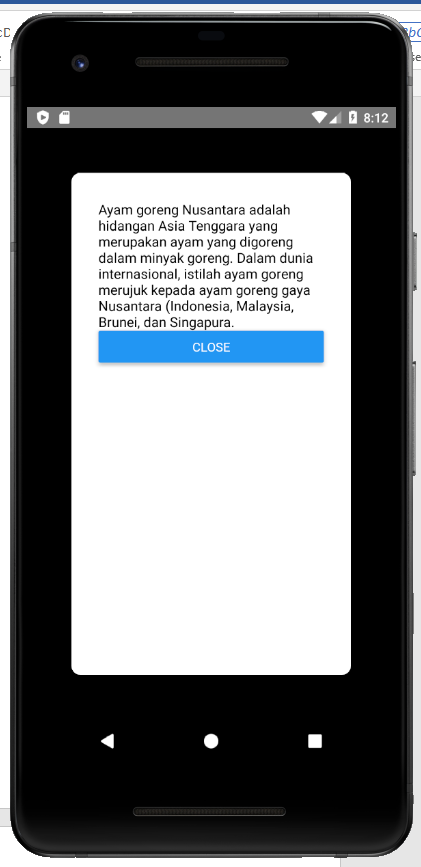 8:12
Ayam goreng Nusantara adalah
hidangan Asia Tenggara yang
merupakan ayam yang digoreng
dalam minyak goreng. Dalam dunia
internasional, istilah ayam goreng
merujuk kepada ayam goreng gaya
Nusantara (Indonesia, Malaysia,
Brunei, dan Singapura.
CLOSE